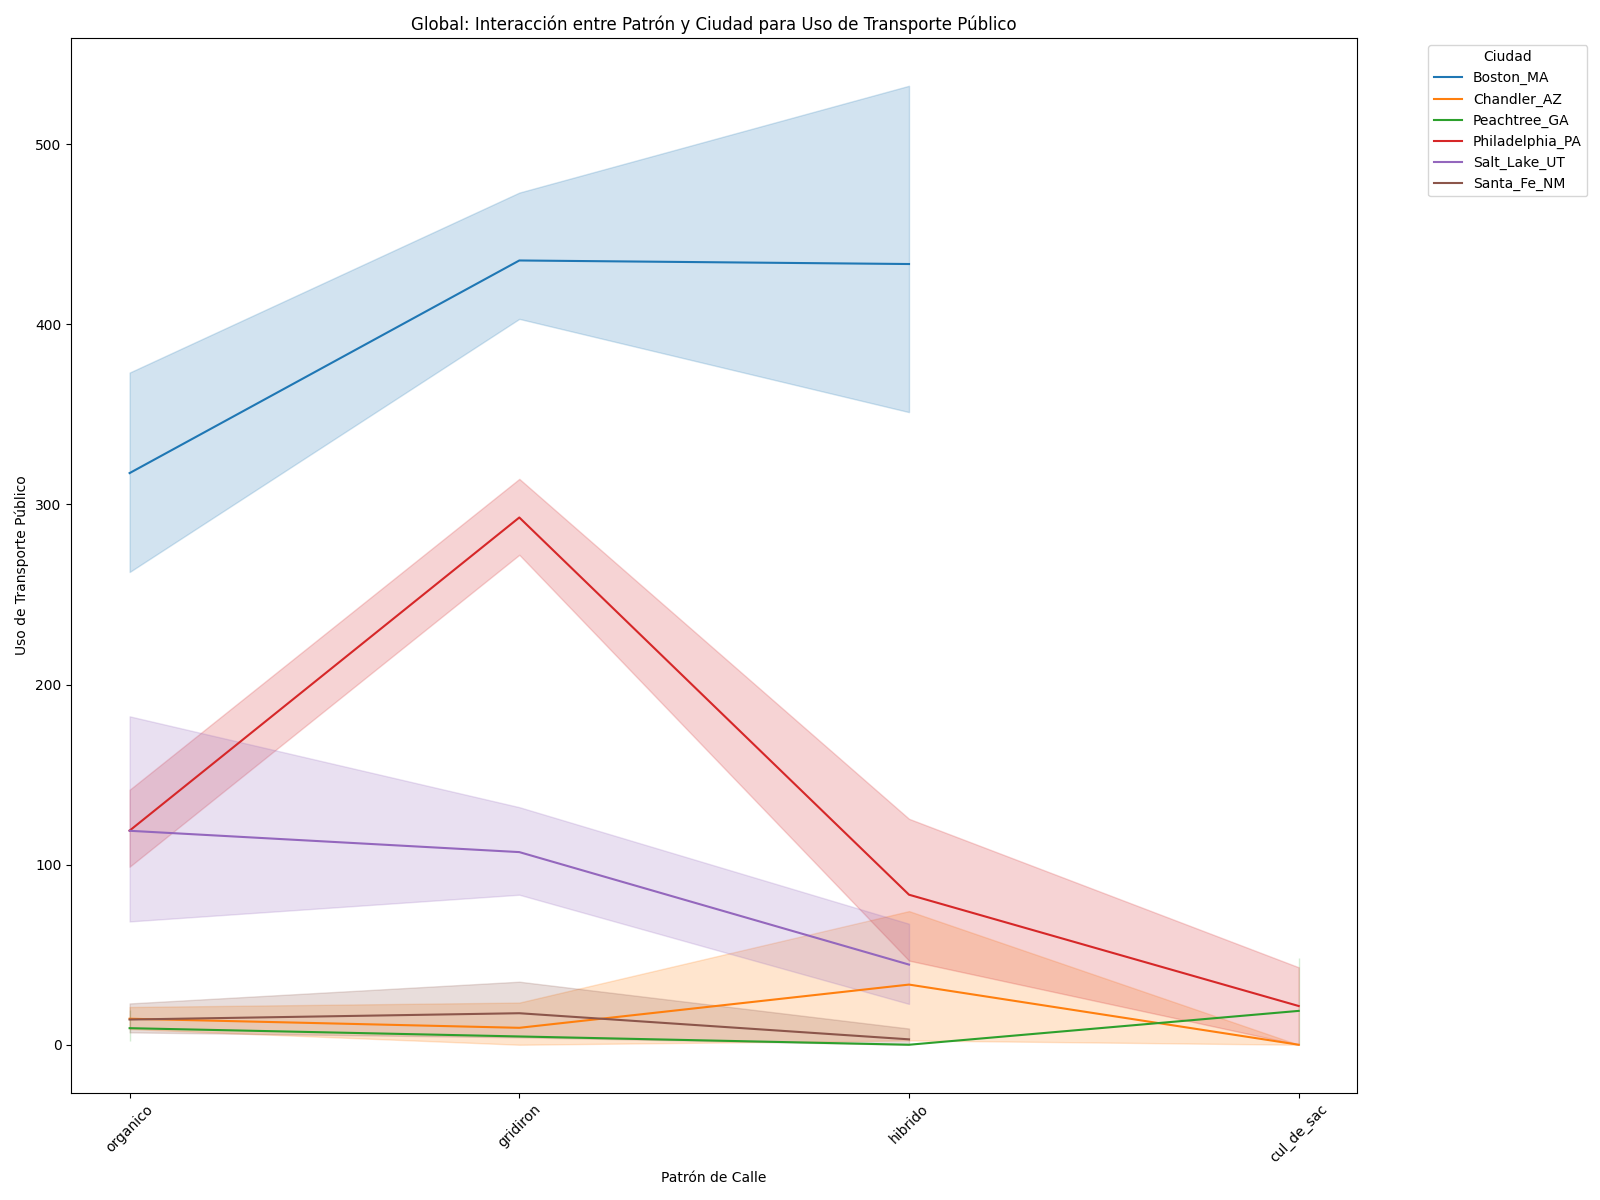 Global: Interacción entre Patrón y Ciudad para Uso de Transporte Público
Ciudad
Boston_MA
Chandler_AZ
Peachtree_GA
Philadelphia_PA
Salt_Lake_UT
Santa_Fe_NM
Uso de Transporte Público
500
400
300
200
100
0
organico
gridiron
hibrido
cul_de_sac
Patrón de Calle